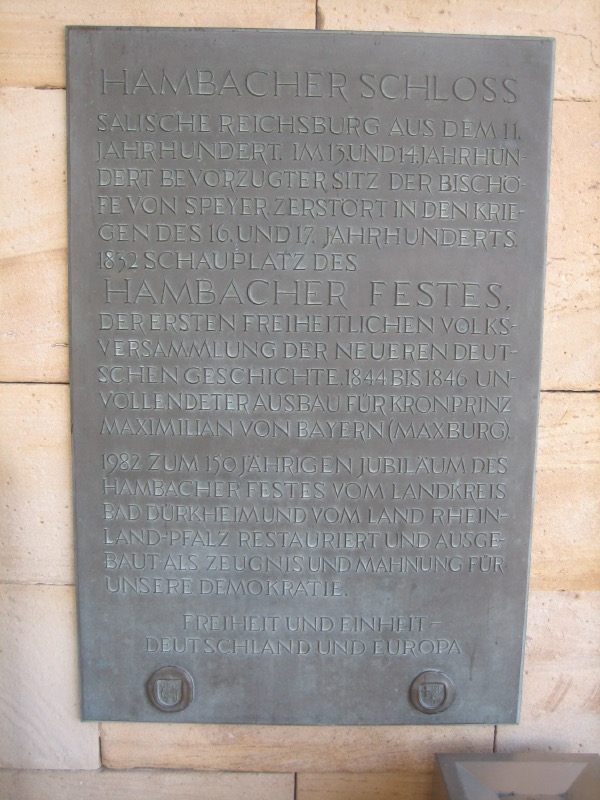 HAMBACHER SCHLOSS
SALISCHE REICHSBURG AUS DEM 11.
JAHRHUNDERT. IM 13. UND 14. JAHRHUN-
DERT BEVORZUGTER SITZ DER BISCHÖ-
FE VON SPEYER. ZERSTÖRT IN DEN KRIE-
GEN DES 16. UND 17. JAHRHUNDERTS.
1832 SCHAUPLATZ DES
HAMBACHER FESTES,
DER ERSTEN FREIHEITLICHEN VOLKS-
VERSAMMLUNG DER NEUEREN DEUT-
SCHEN GESCHICHTE. 1844 BIS 1846 UN-
VOLLENDETER AUSBAU FÜR KRONPRINZ
MAXIMILIAN VON BAYERN (MAXBURG).
1982 ZUM 150 JÄHRIGEN JUBILÄUM DES
HAMBACHER FESTES VOM LANDKREIS
BAD DÜRKHEIM UND VOM LAND RHEIN-
LAND-PFALZ RESTAURIERT UND AUSGE-
BAUT ALS ZEUGNIS UND MAHNUNG FÜR
UNSERE DEMOKRATIE.
FREIHEIT UND EINHEIT –
DEUTSCHLAND UND EUROPA